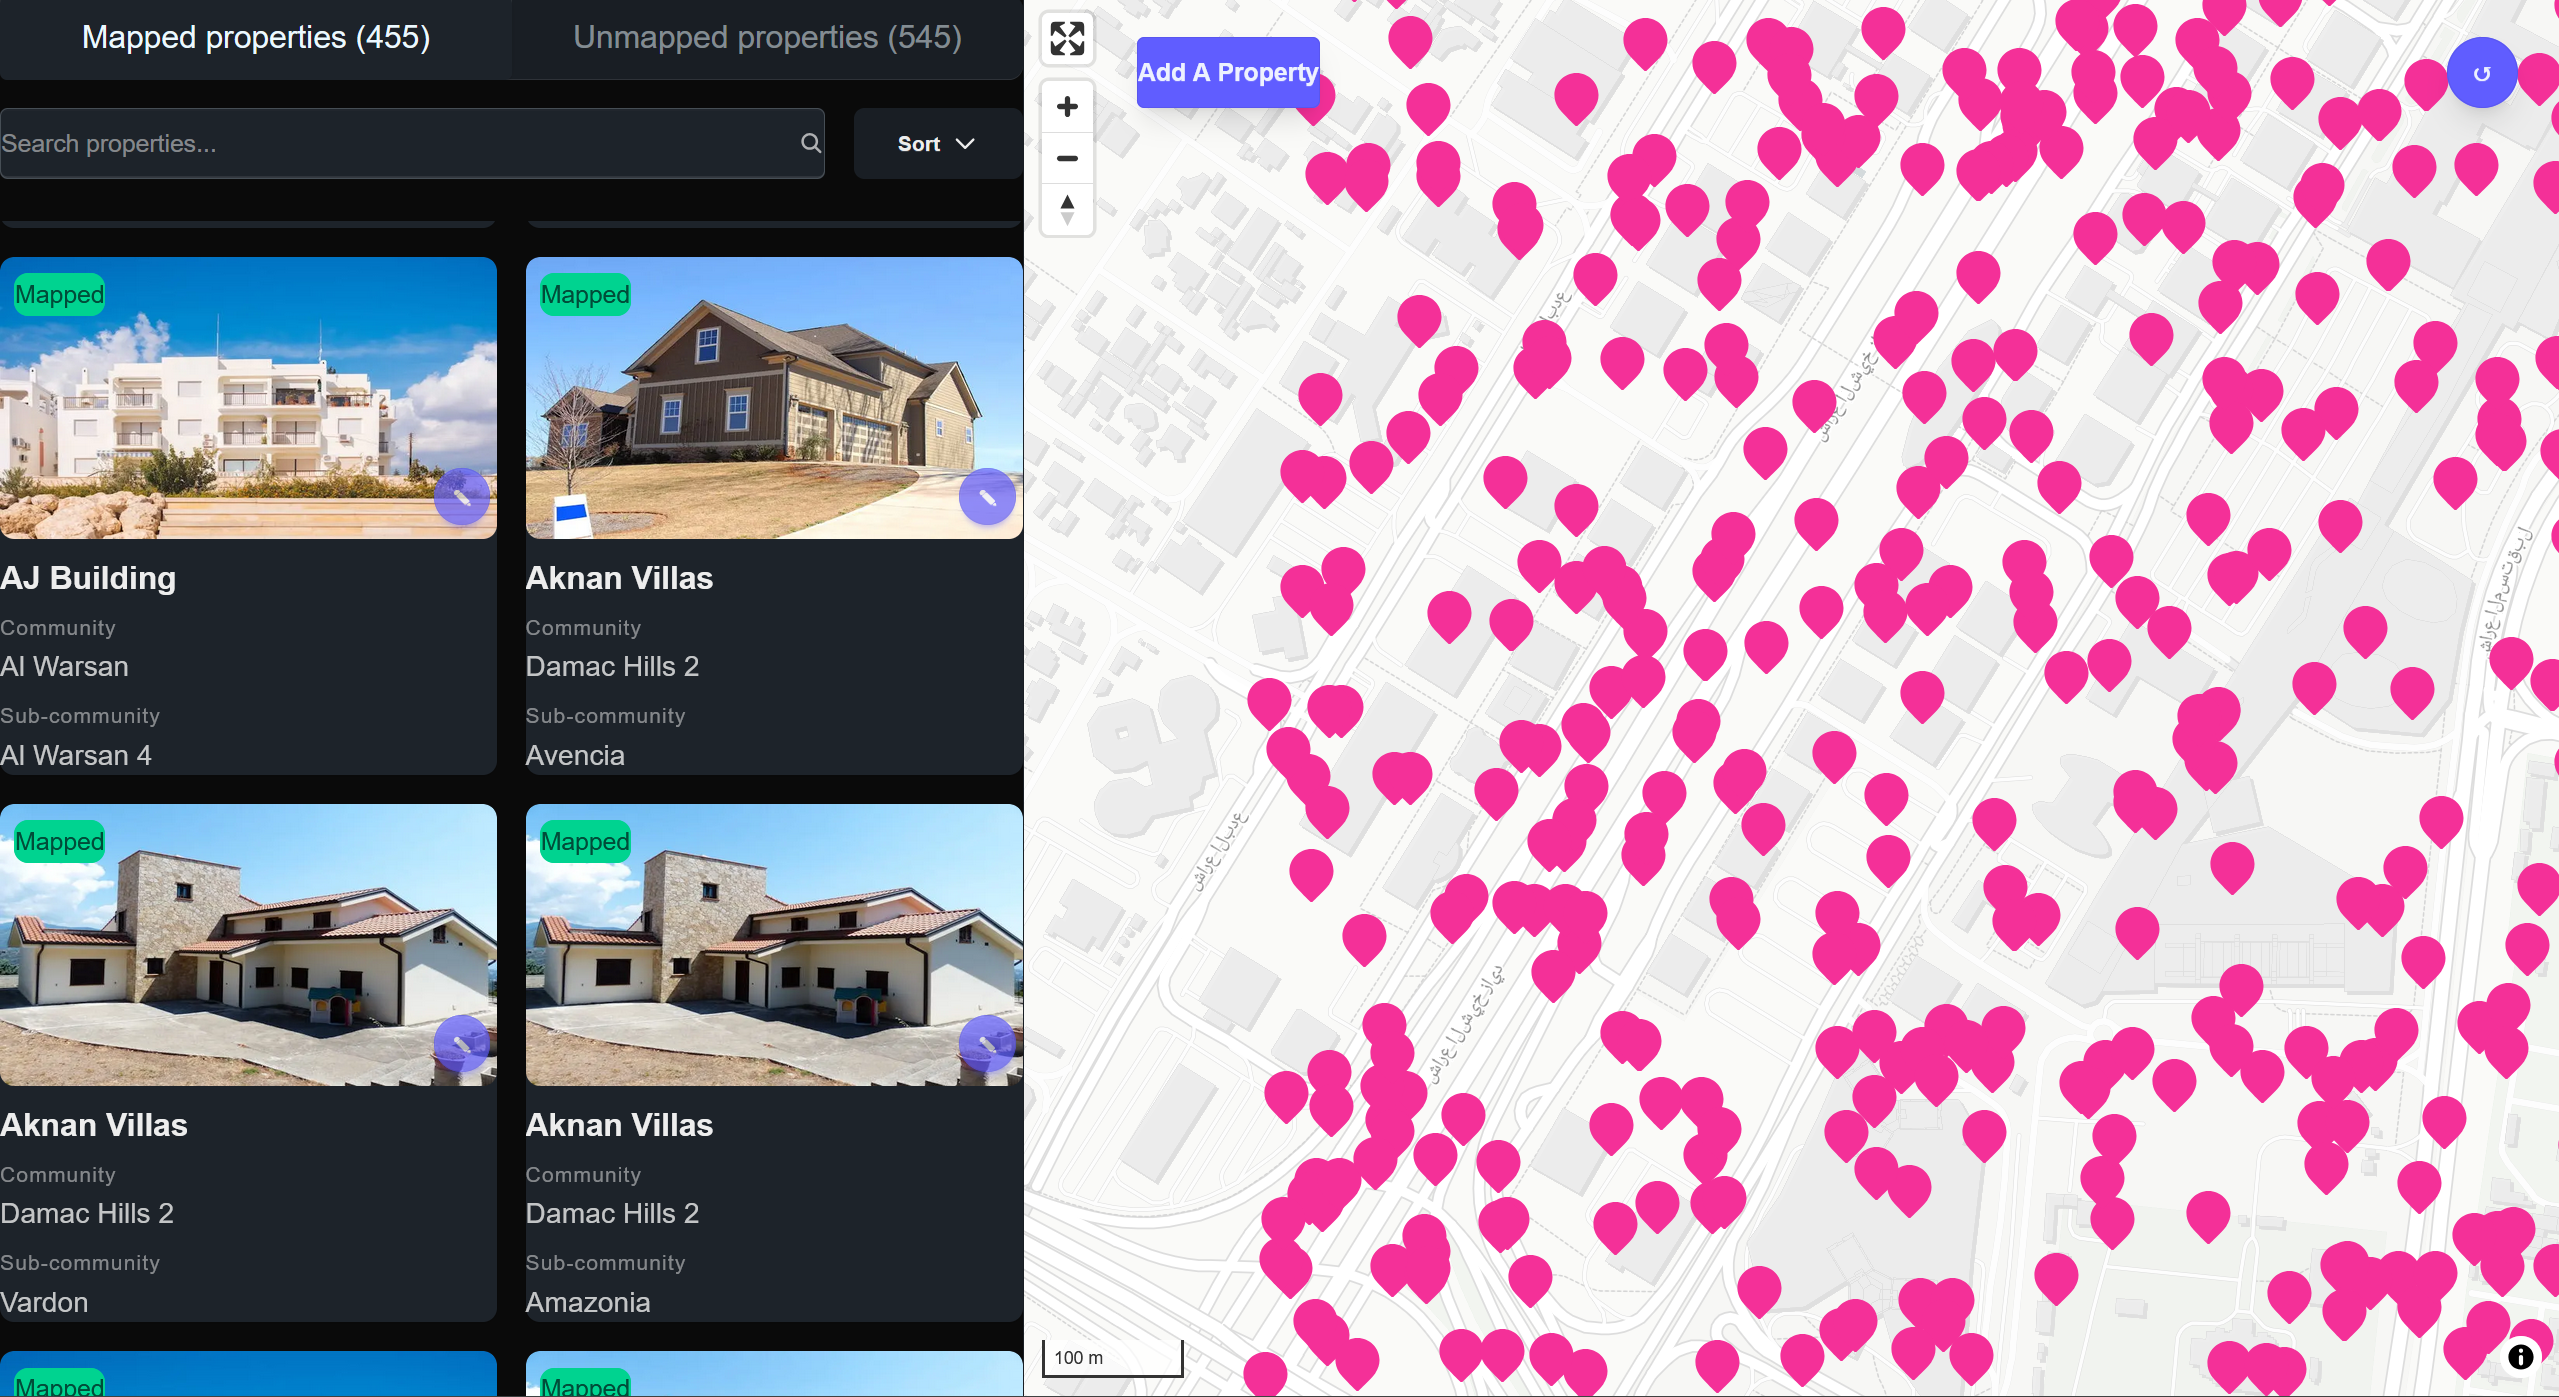 Mapped properties (455)
Unmapped properties (545)
Search properties...
Sort
Mapped
AJ Building
Community
Al Warsan
Sub-community
Al Warsan 4
Mapped
Aknan Villas
Community
Damac Hills 2
Sub-community
Avencia
Mapped
Aknan Villas
Community
Damac Hills 2
Sub-community
Vardon
Mapped
Aknan Villas
Community
Damac Hills 2
Sub-community
Amazonia
Mapped
Mapped
Add A Property
100 m